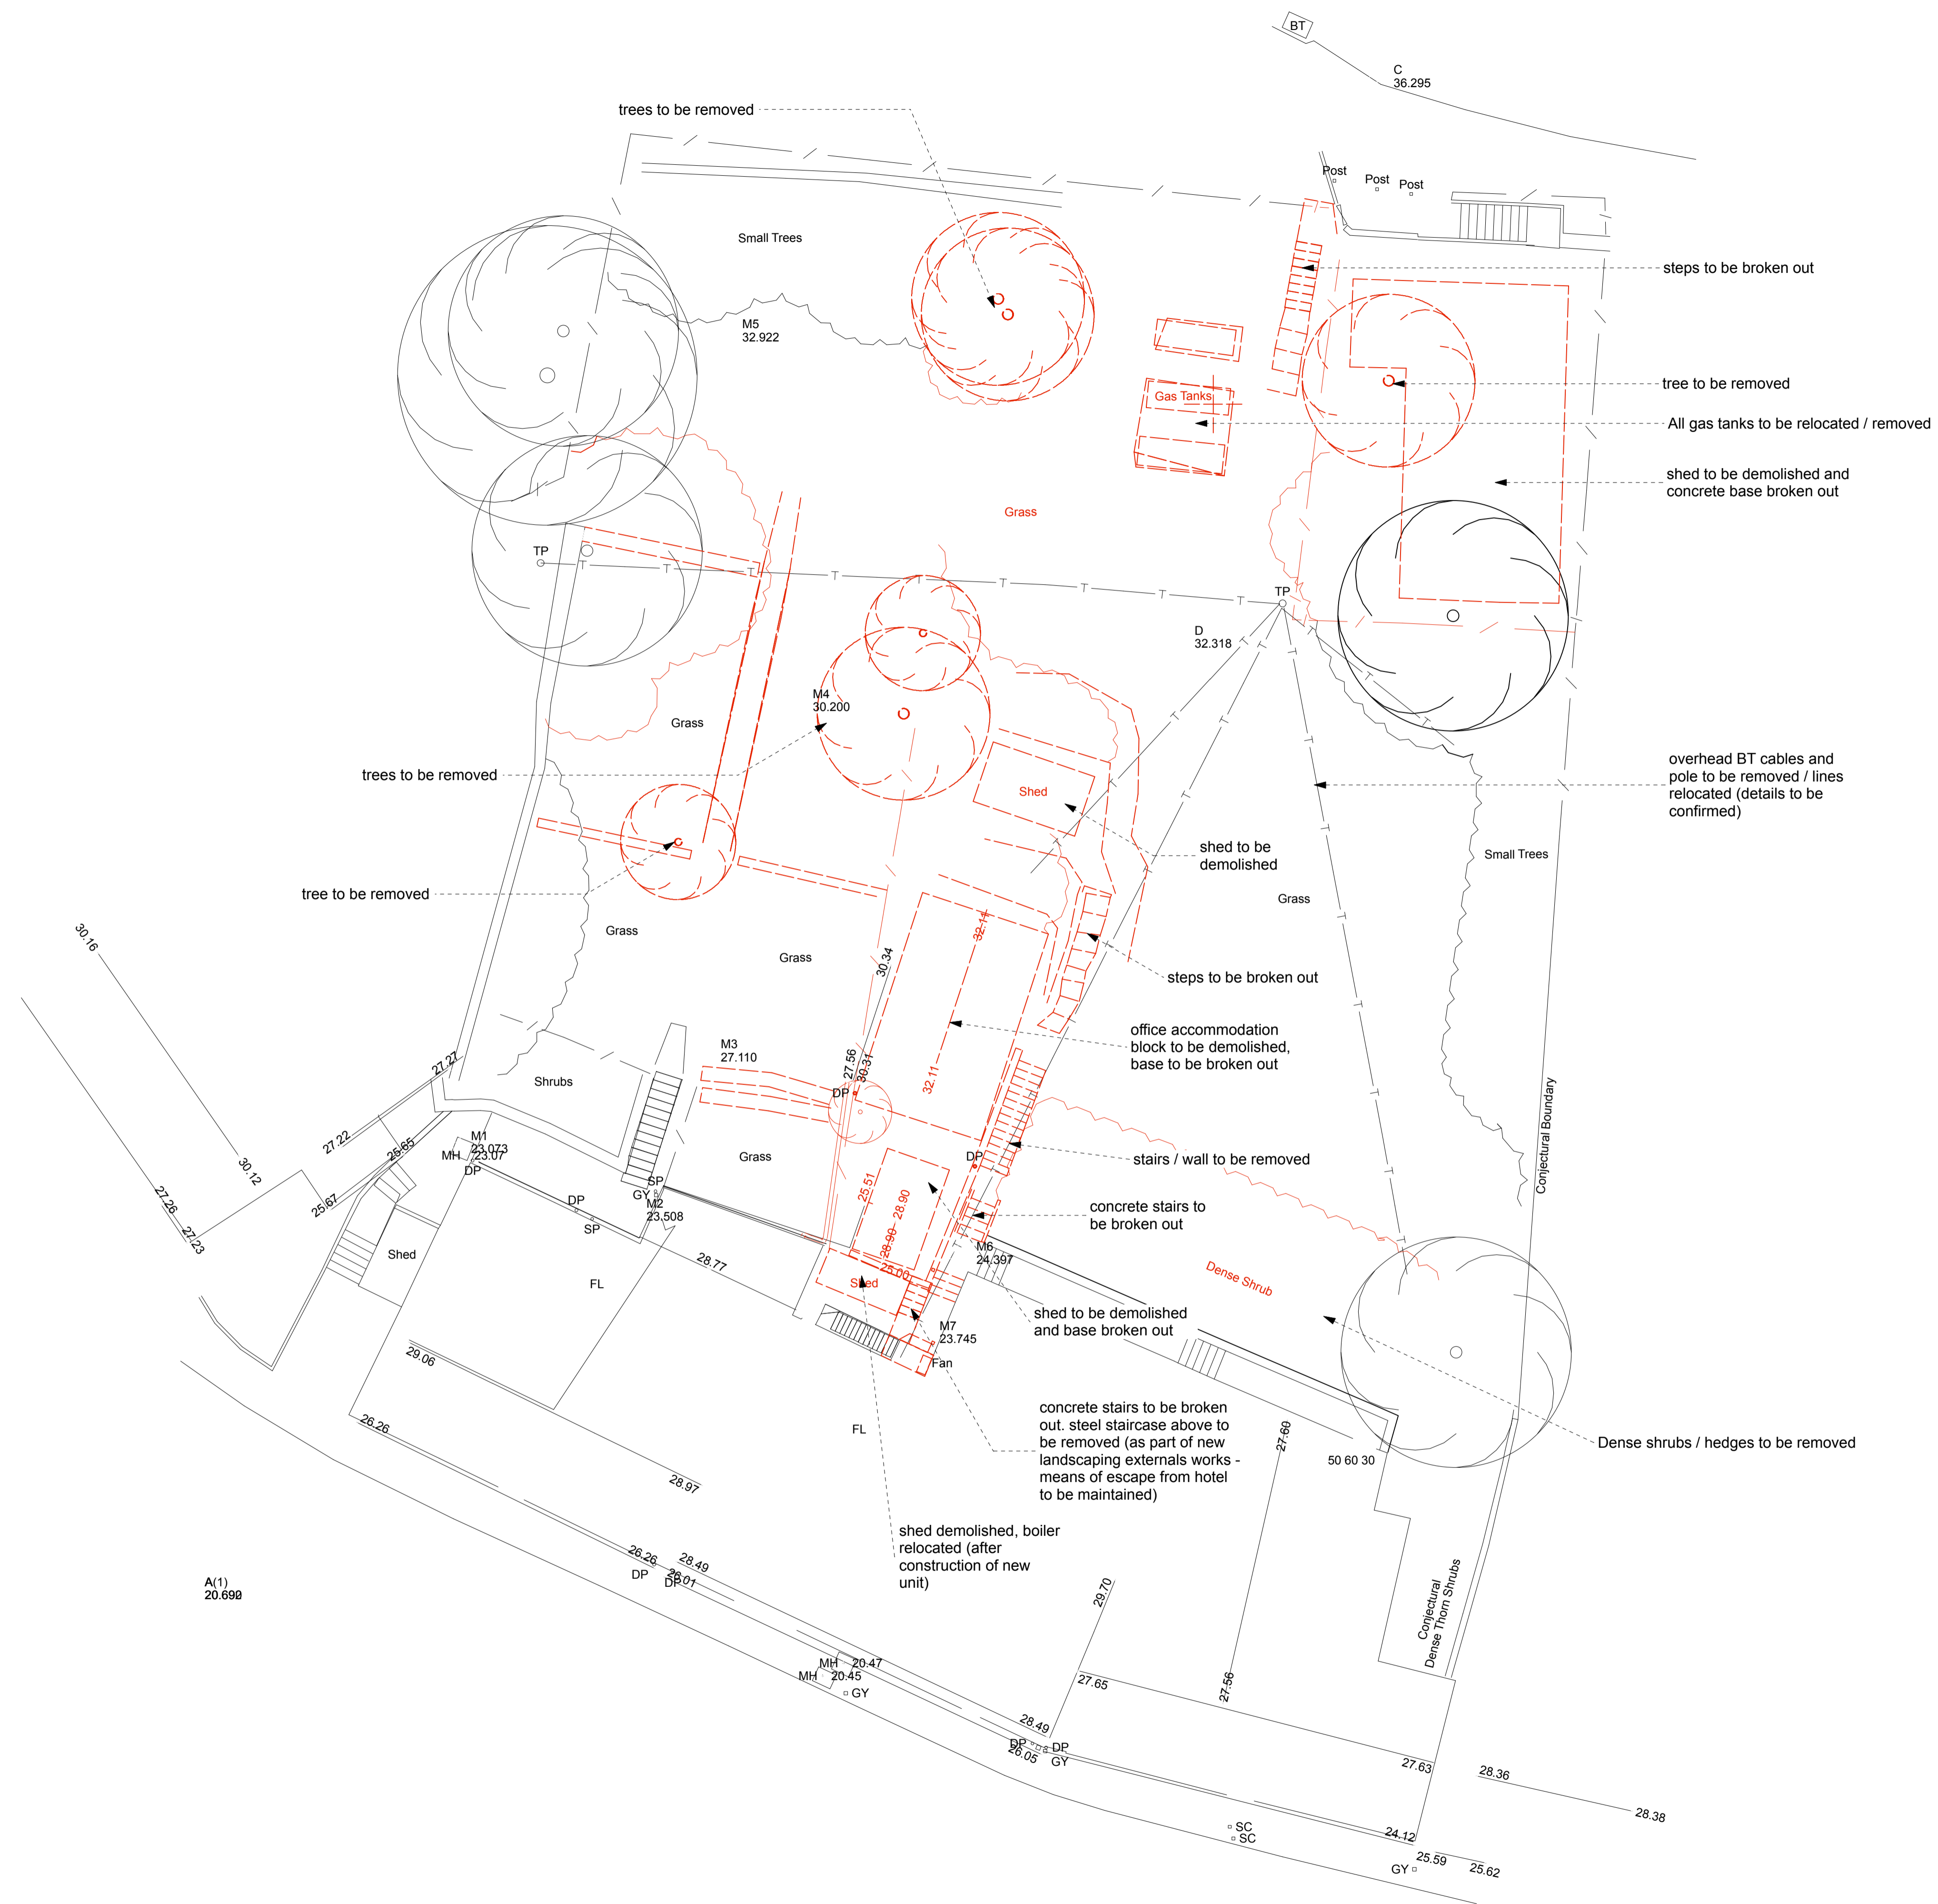 BT
C
36.295
trees to be removed
Post
Post
Post
Small Trees
steps to be broken out
M5
32.922
tree to be removed
Gas Tanks
All gas tanks to be relocated / removed
shed to be demolished and
concrete base broken out
Grass
TP
TP
D
32.318
M4
30.200
Grass
trees to be removed
Shed
overhead BT cables and
pole to be removed / lines
relocated (details to be
confirmed)
shed to be
demolished
Small Trees
tree to be removed
Grass
30.16
Grass
32.11
Grass
30.34
steps to be broken out
office accommodation
block to be demolished,
base to be broken out
M3
27.110
27.56
30.31
27.27
Shrubs
DP
32.11
Conjectural Boundary
27.22
25.65
M1
23.073
MH
23.07
DP
Grass
DP
stairs / wall to be removed
30.12
SP
GY
M2
23.508
25.51
28.90
27.26
25.67
DP
SP
concrete stairs to
be broken out
27.23
Shed
28.77
28.90
M6
24.397
25.00
Dense Shrub
FL
Shed
shed to be demolished
and base broken out
M7
23.745
Fan
29.06
concrete stairs to be broken
out. steel staircase above to
be removed (as part of new
landscaping externals works -
means of escape from hotel
to be maintained)
26.26
FL
27.60
50 60 30
Dense shrubs / hedges to be removed
28.97
shed demolished, boiler
relocated (after
construction of new
unit)
26.26
28.49
DP
26.01
DP
A(1)
29.70
Conjectural
Dense Thorn Shrubs
MH
20.47
MH
20.45
GY
27.65
27.56
28.49
DP
DP
26.05
GY
27.63
28.36
28.38
SC
SC
24.12
25.59
25.62
GY